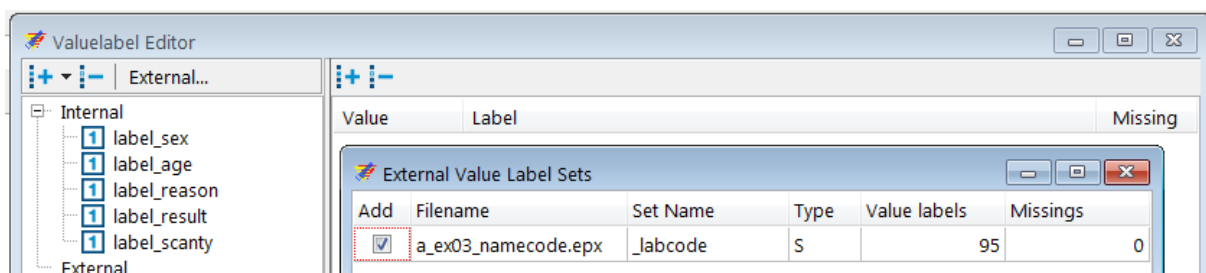 Valuelabel Editor
External...
Internal
label_sex
label_age
label_reason
label_result
label_scanty
External
Value Label Missing
External Value Label Sets
Add Filename Set Name Type Value labels Missings
a_ex03_namecode.epx _labcode S 95 0